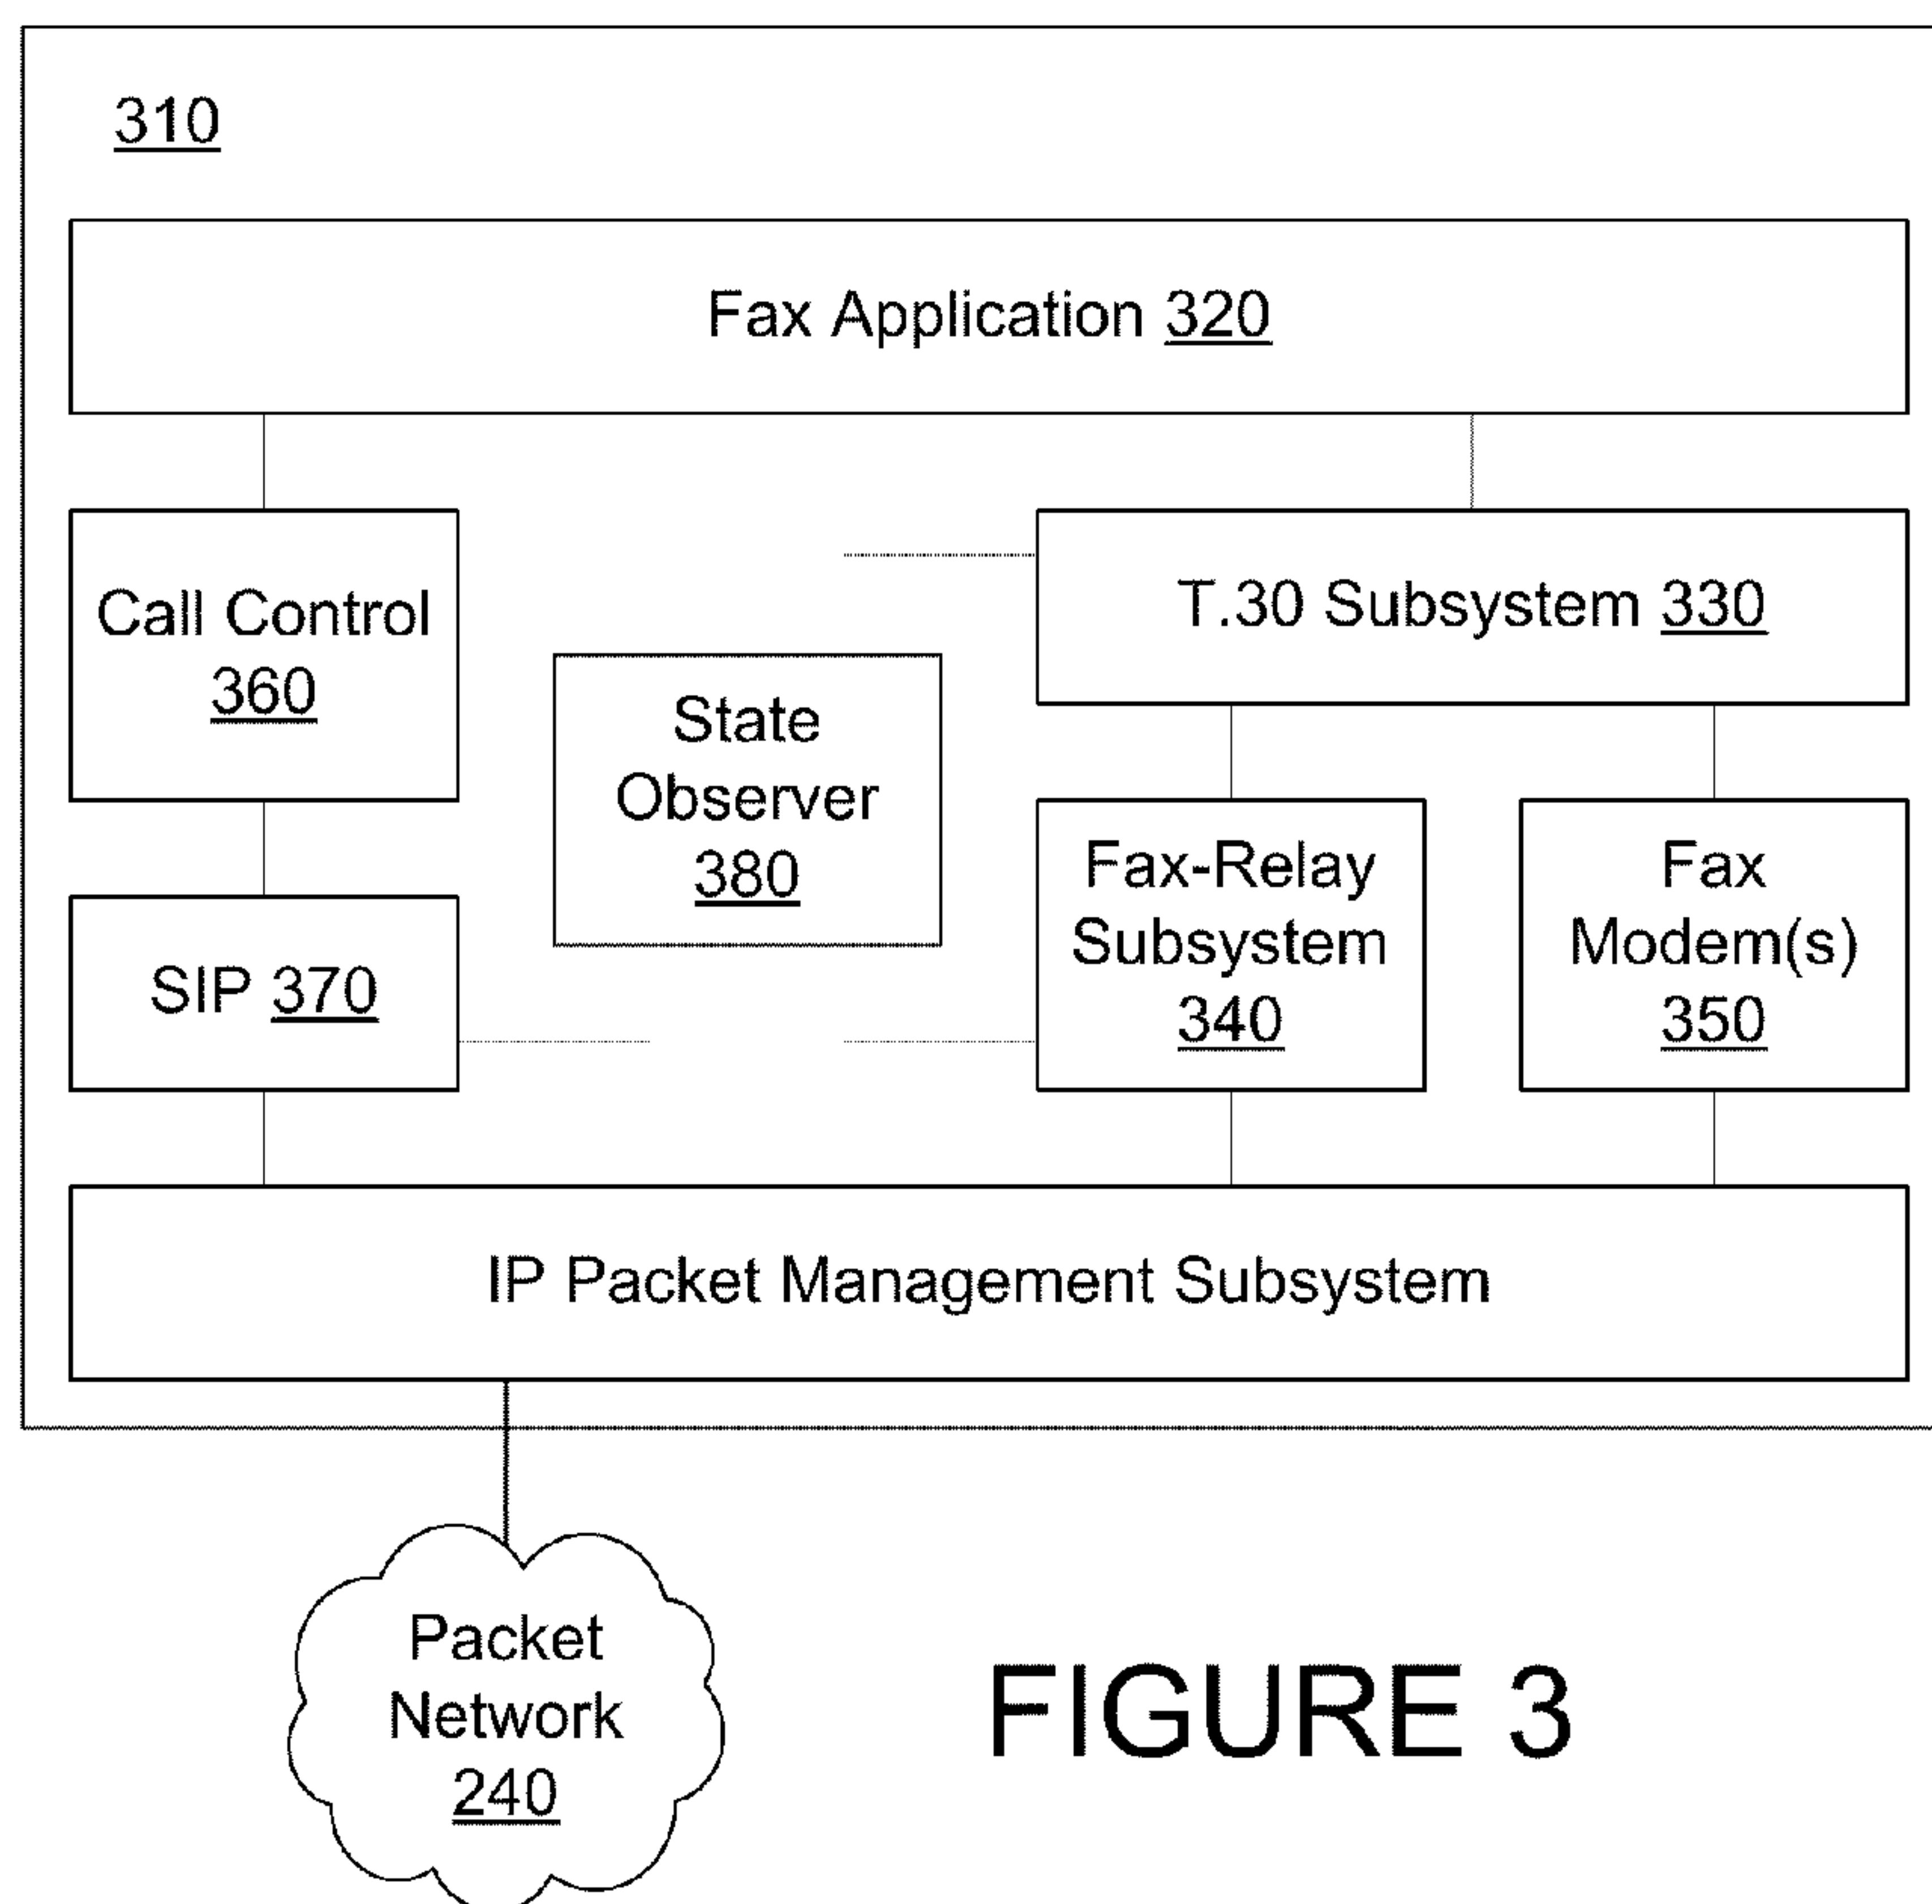 310
Fax Application 320
Call Control
360
T.30 Subsystem 330
State
Observer
380
Fax-Relay
Subsystem
340
Fax
Modem(s)
350
SIP 370
IP Packet Management Subsystem
Packet
Network
240
FIGURE 3